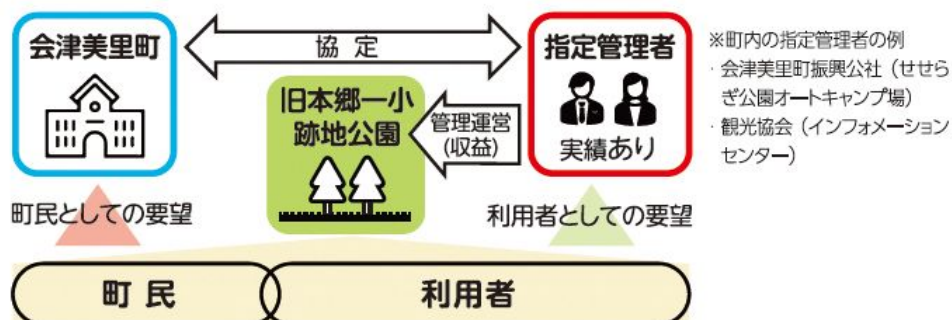 会津美里町
協 定
指定管理者
実績あり
旧本郷一小
跡地公園
管理運営
(収益)
※町内の指定管理者の例
・会津美里町振興公社（せせら
ぎ公園オートキャンプ場）
・観光協会（インフォメーション
センター）
町民としての要望
利用者としての要望
町 民
利用者